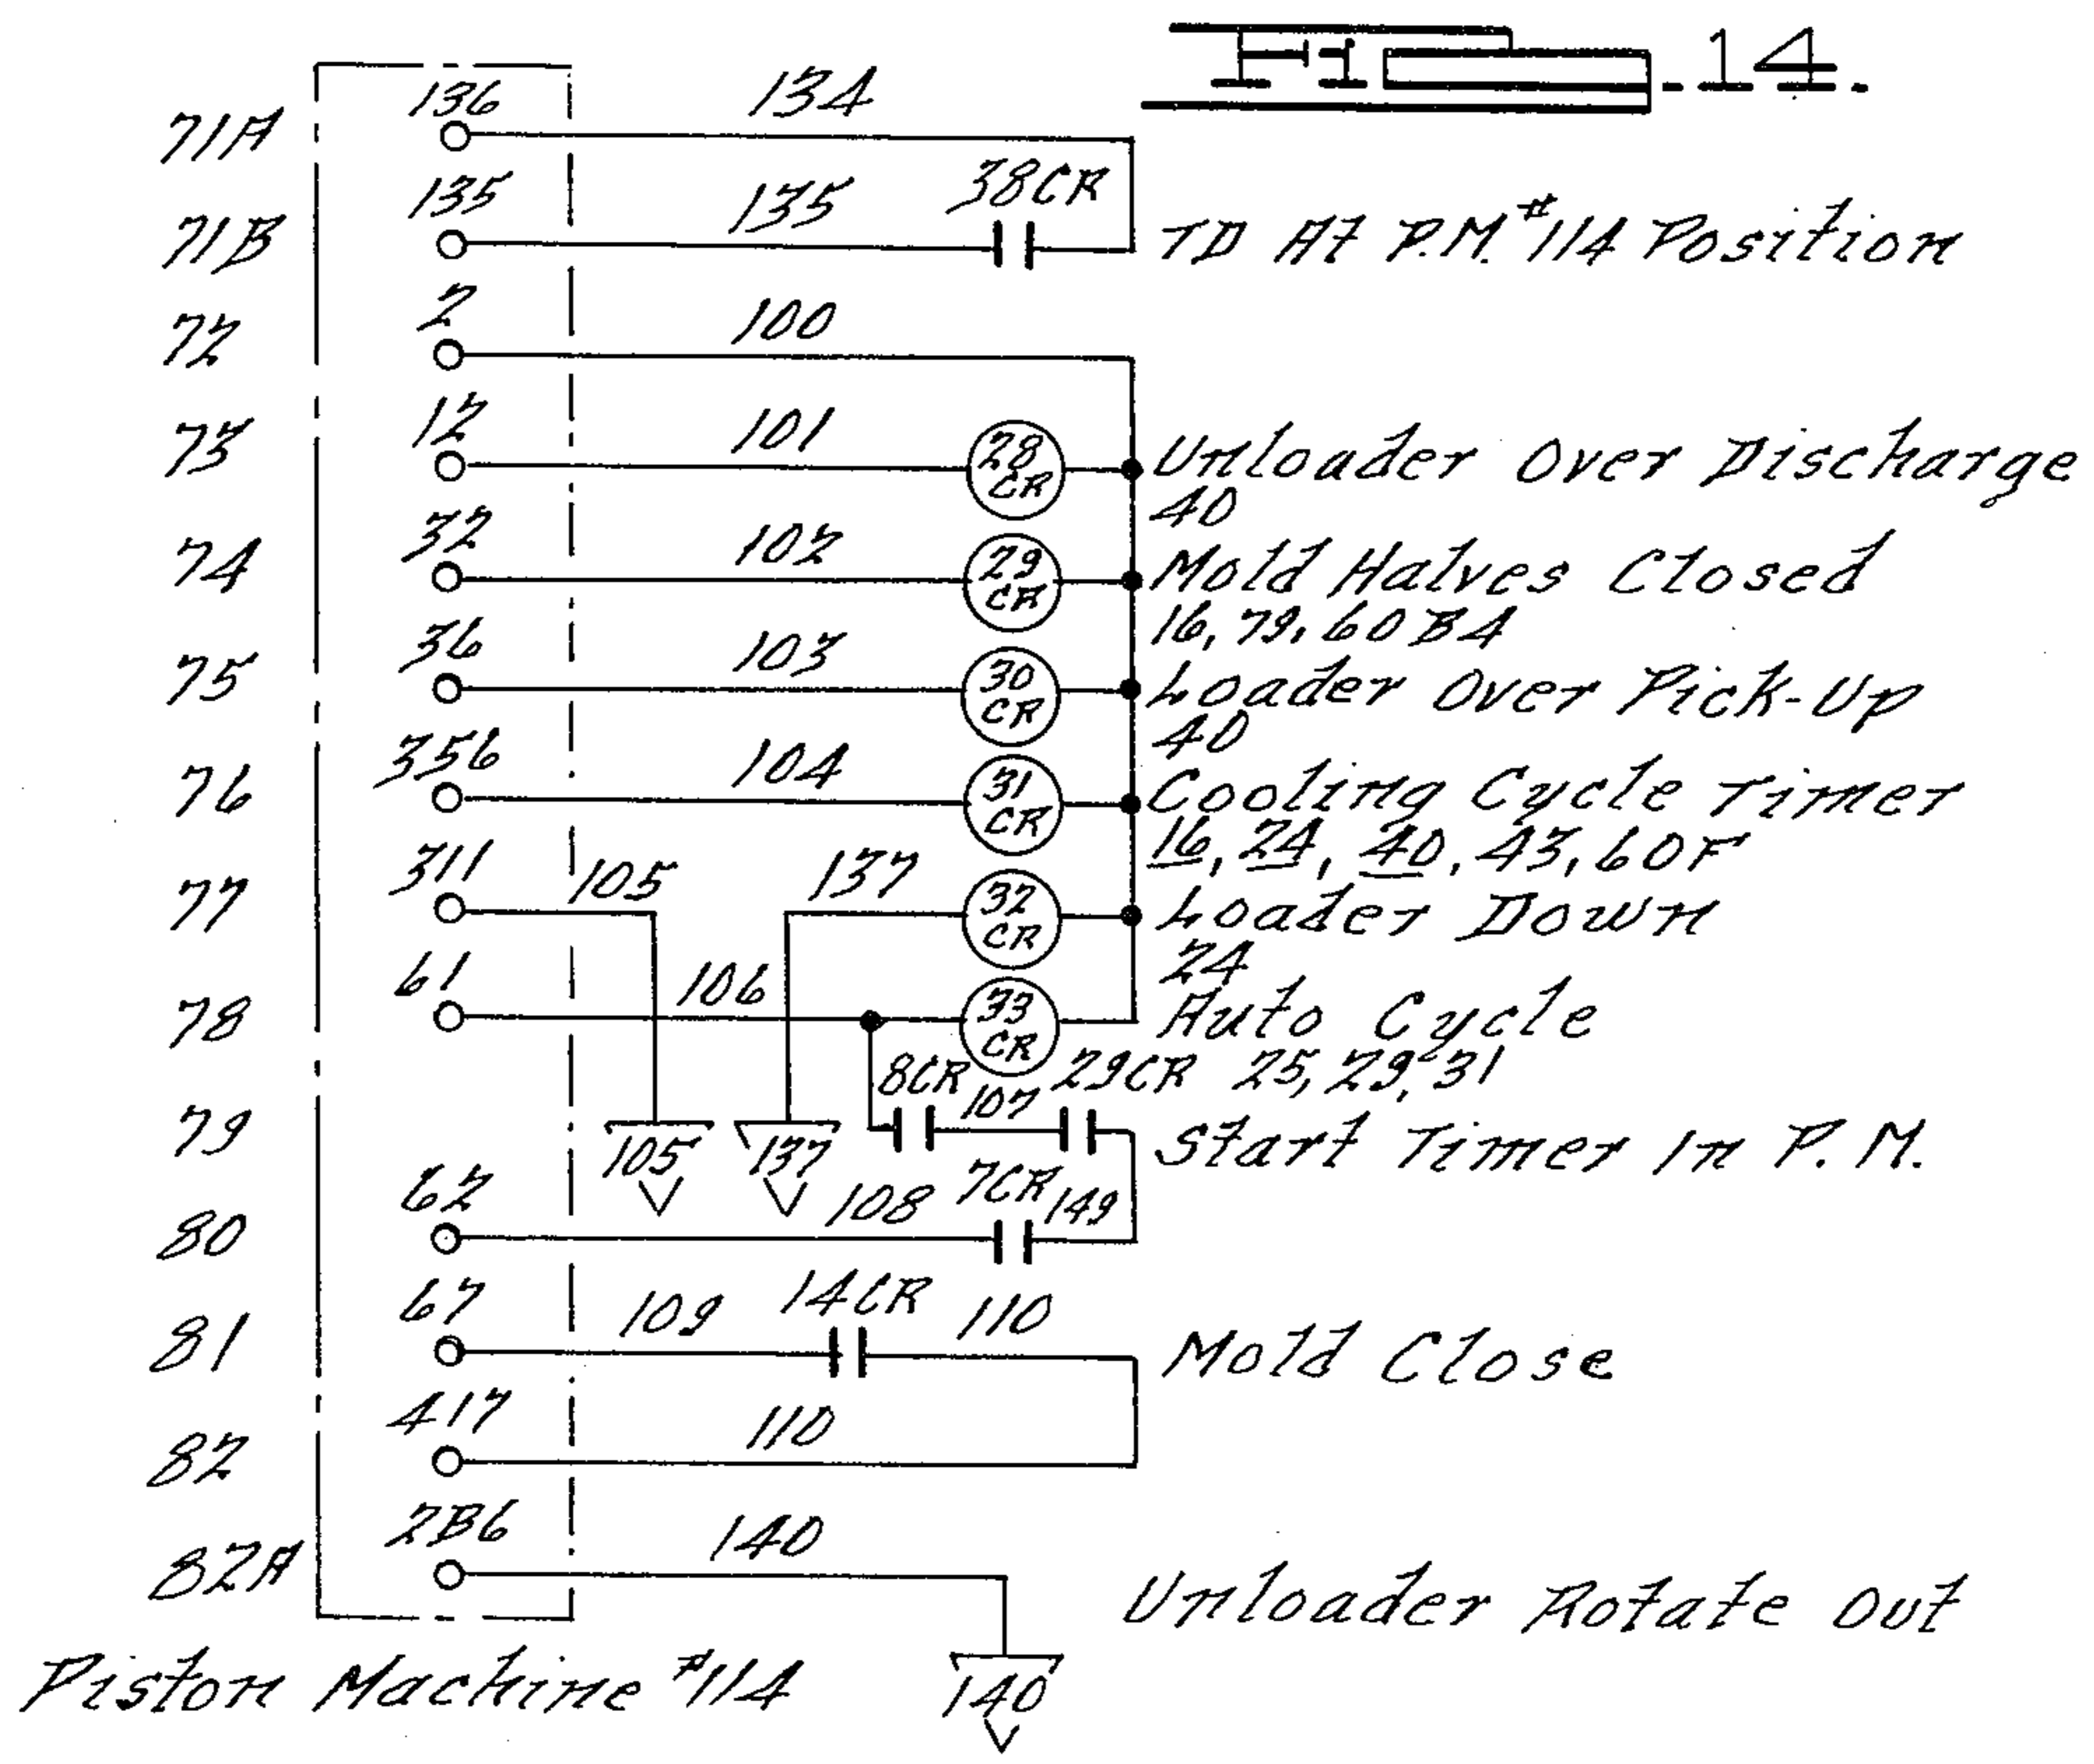 Fig. 14.
71A 136 134
38CR
71B 135 135 TD At P.M. #114 Position
72 2 100
73 12 101 28 CR Unloader Over Discharge
40
74 32 102 29 CR Mold Halves Closed
16, 79, 60B4
75 36 103 30 CR Loader Over Pick-Up
40
76 356 104 31 CR Cooling Cycle Timer
16, 24, 40, 43, 60F
77 311 105 137 32 CR Loader Down
24
78 61 106 33 CR Auto Cycle
8CR 107 29CR 25, 29, 31
79 105 137 Start Timer In P.M.
80 62 108 7CR 149
81 67 109 14CR 110 Mold Close
82 417 110
82A 2B6 140 Unloader Rotate Out
Piston Machine #114 140